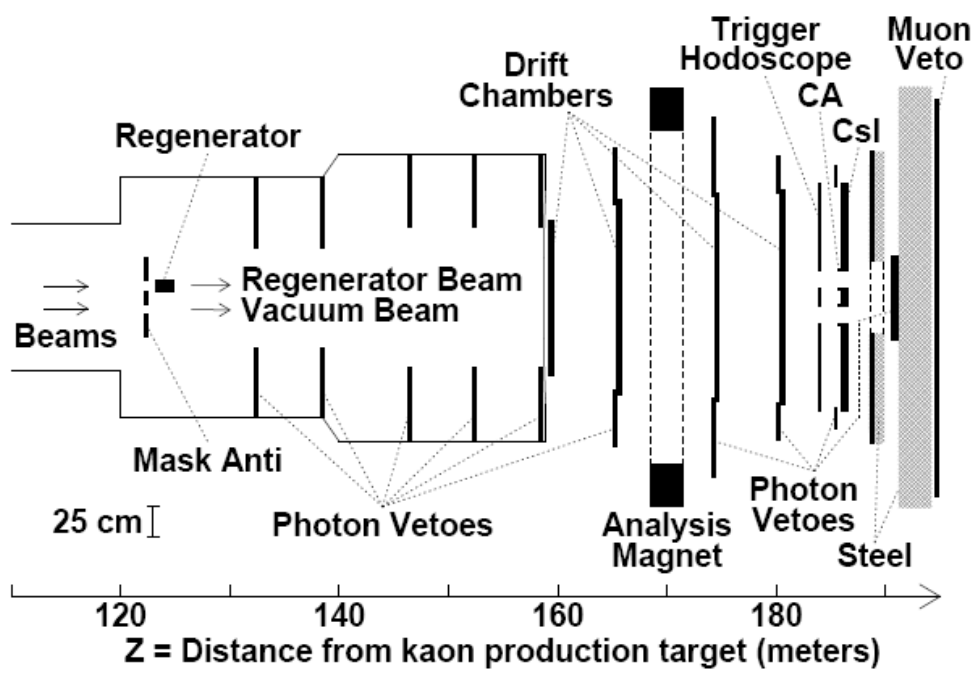 Trigger
Hodoscope
Muon
Veto
Drift
Chambers
CA
CsI
Regenerator
Regenerator Beam
Vacuum Beam
Beams
Mask Anti
25 cm
Photon Vetoes
Analysis
Magnet
Photon
Vetoes
Steel
120 140 160 180
Z = Distance from kaon production target (meters)